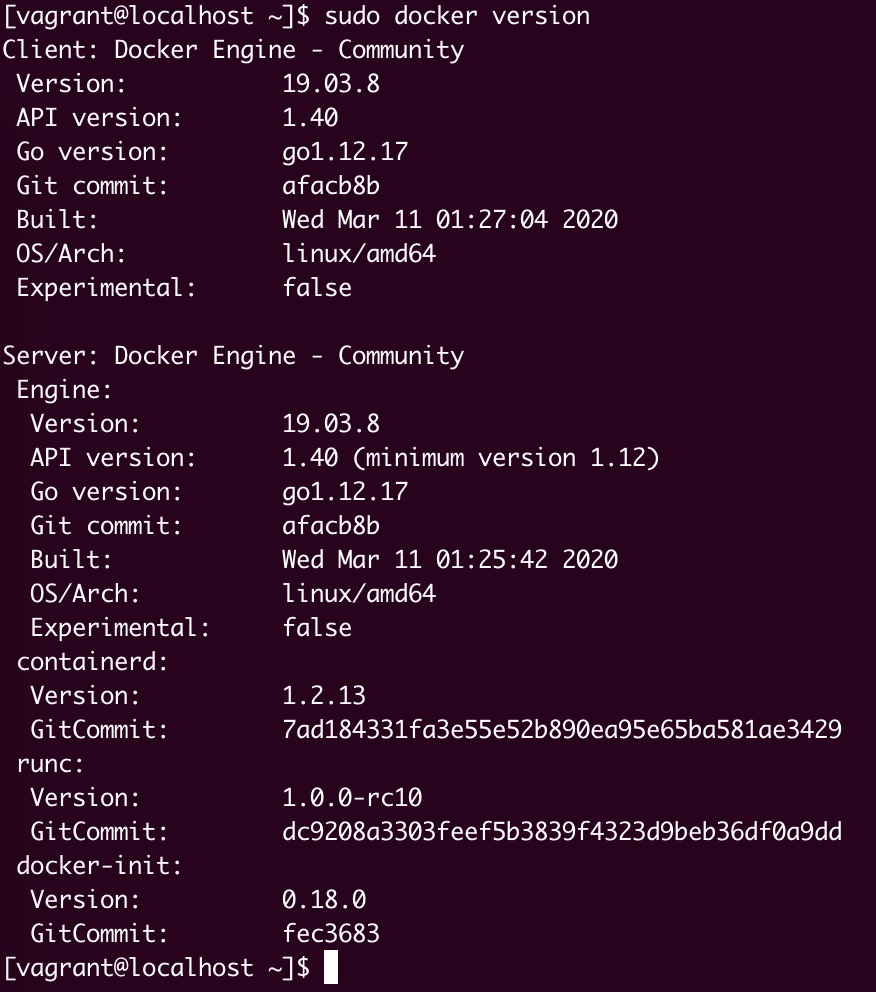 [vagrant@localhost ~]$ sudo docker version
Client: Docker Engine - Community
 Version:           19.03.8
 API version:       1.40
 Go version:        go1.12.17
 Git commit:        afacb8b
 Built:             Wed Mar 11 01:27:04 2020
 OS/Arch:           linux/amd64
 Experimental:      false

Server: Docker Engine - Community
 Engine:
  Version:          19.03.8
  API version:      1.40 (minimum version 1.12)
  Go version:       go1.12.17
  Git commit:       afacb8b
  Built:            Wed Mar 11 01:25:42 2020
  OS/Arch:          linux/amd64
  Experimental:     false
 containerd:
  Version:          1.2.13
  GitCommit:        7ad184331fa3e55e52b890ea95e65ba581ae3429
 runc:
  Version:          1.0.0-rc10
  GitCommit:        dc9208a3303feef5b3839f4323d9beb36df0a9dd
 docker-init:
  Version:          0.18.0
  GitCommit:        fec3683
[vagrant@localhost ~]$